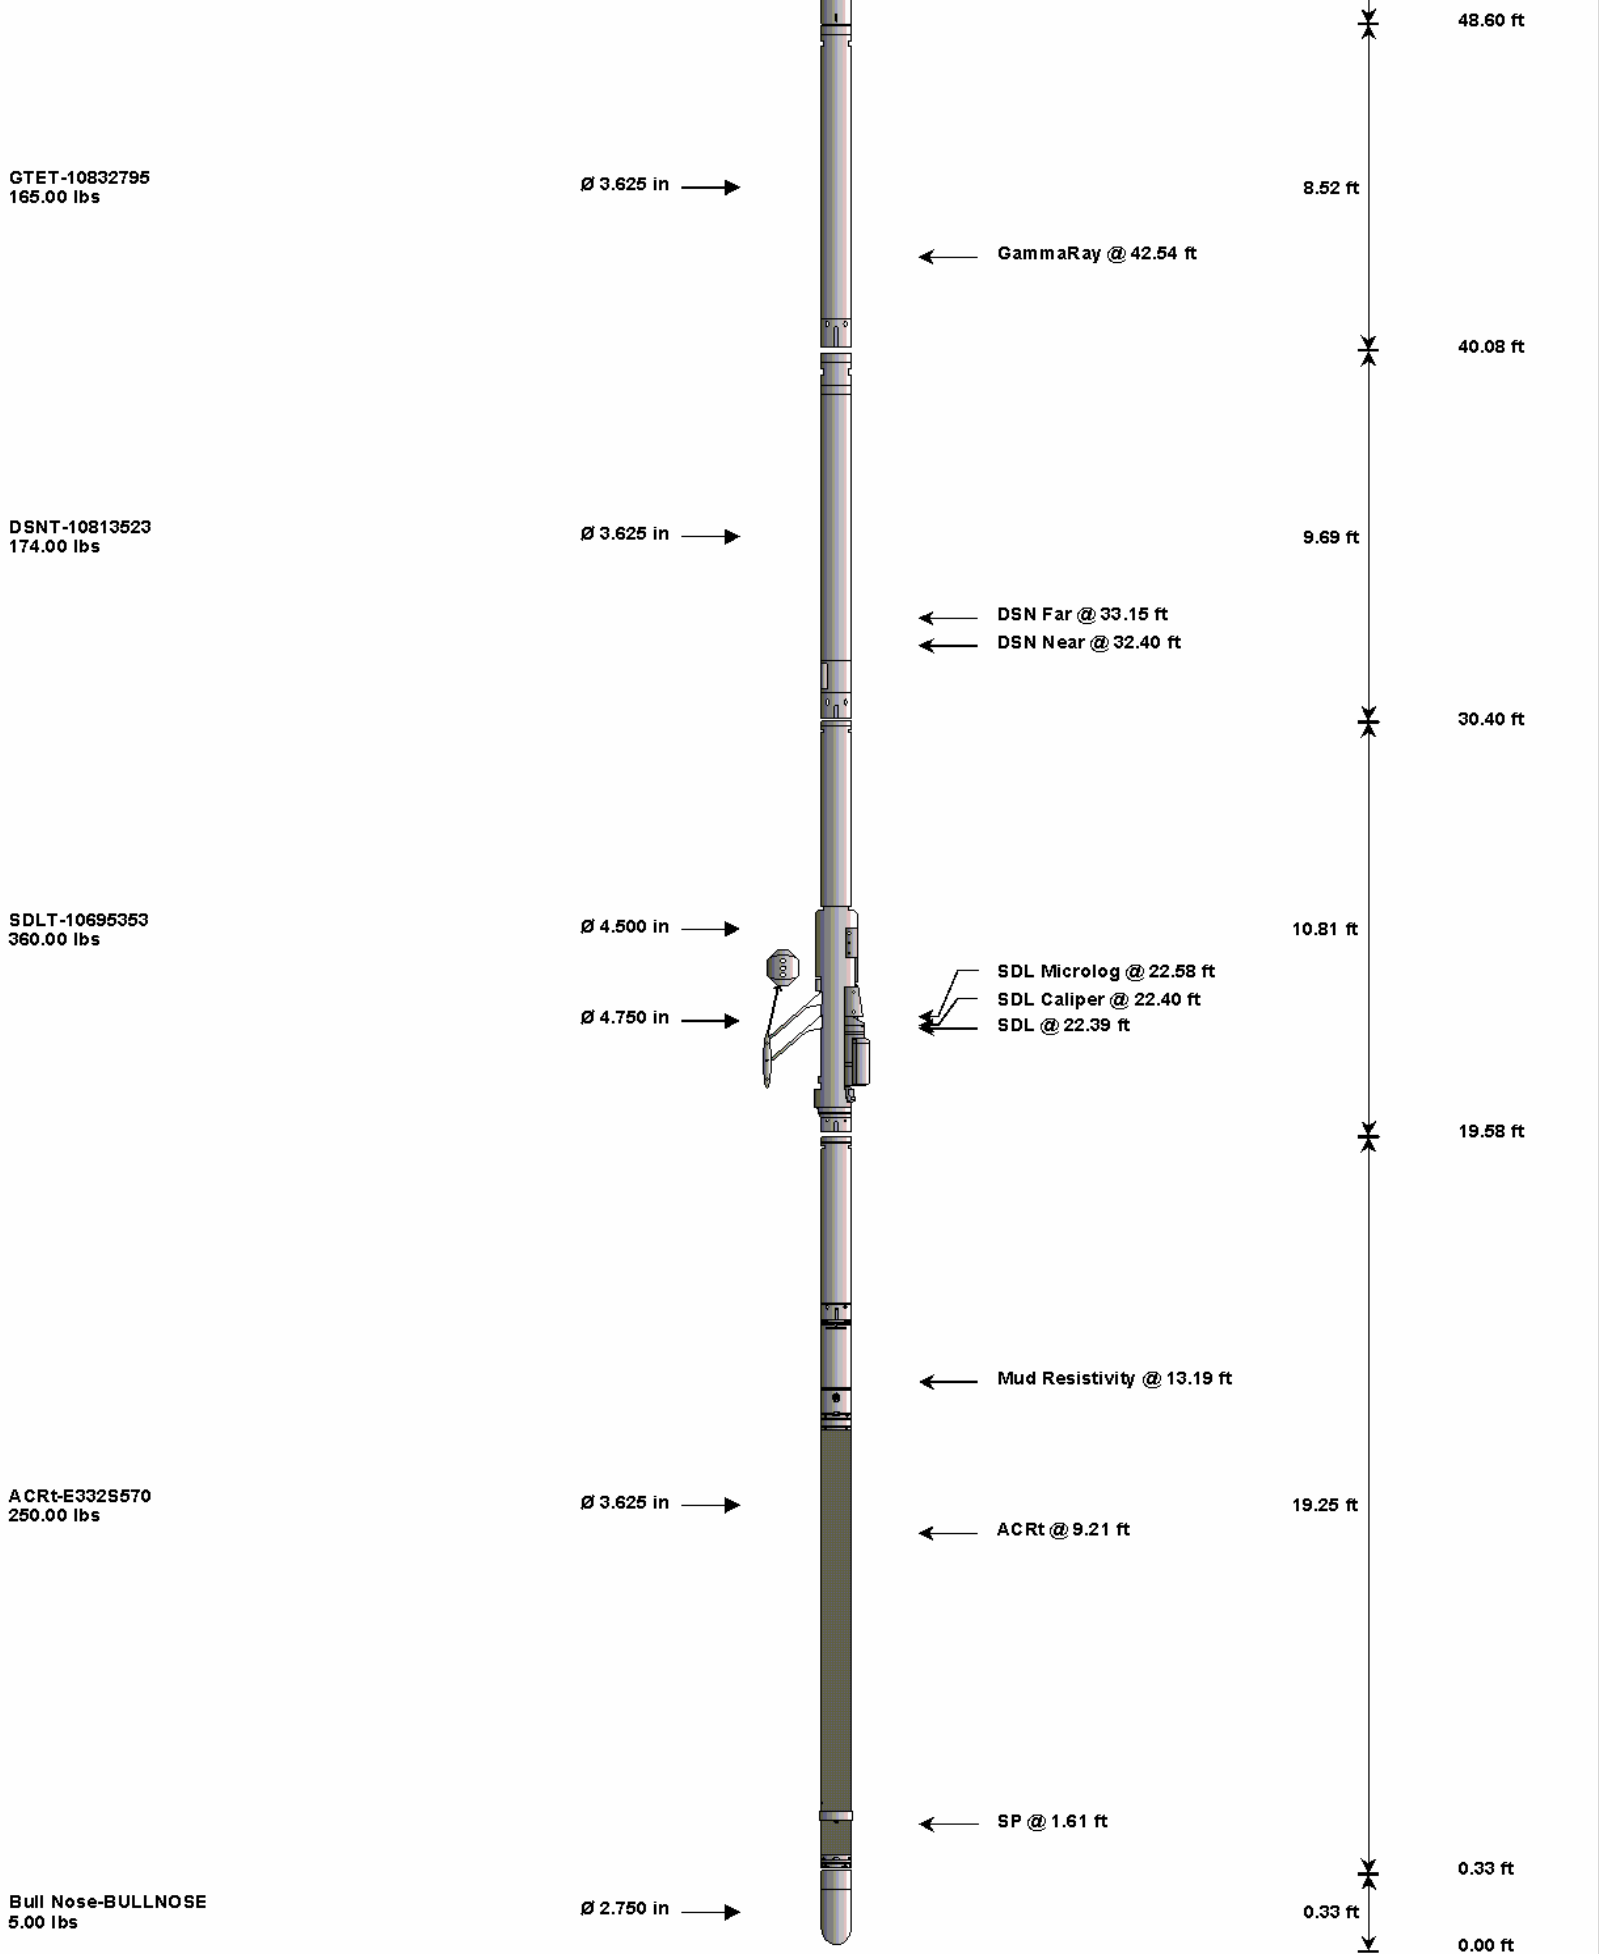 48.60 ft
GTET-10832795
165.00 lbs
Ø 3.625 in
8.52 ft
GammaRay @ 42.54 ft
40.08 ft
DSNT-10813523
174.00 lbs
Ø 3.625 in
9.69 ft
DSN Far @ 33.15 ft
DSN Near @ 32.40 ft
30.40 ft
SDLT-10695353
360.00 lbs
Ø 4.500 in
10.81 ft
SDL Microlog @ 22.58 ft
SDL Caliper @ 22.40 ft
Ø 4.750 in
SDL @ 22.39 ft
19.58 ft
Mud Resistivity @ 13.19 ft
ACRt-E332S570
250.00 lbs
Ø 3.625 in
19.25 ft
ACRt @ 9.21 ft
SP @ 1.61 ft
0.33 ft
Bull Nose-BULLNOSE
5.00 lbs
Ø 2.750 in
0.33 ft
0.00 ft